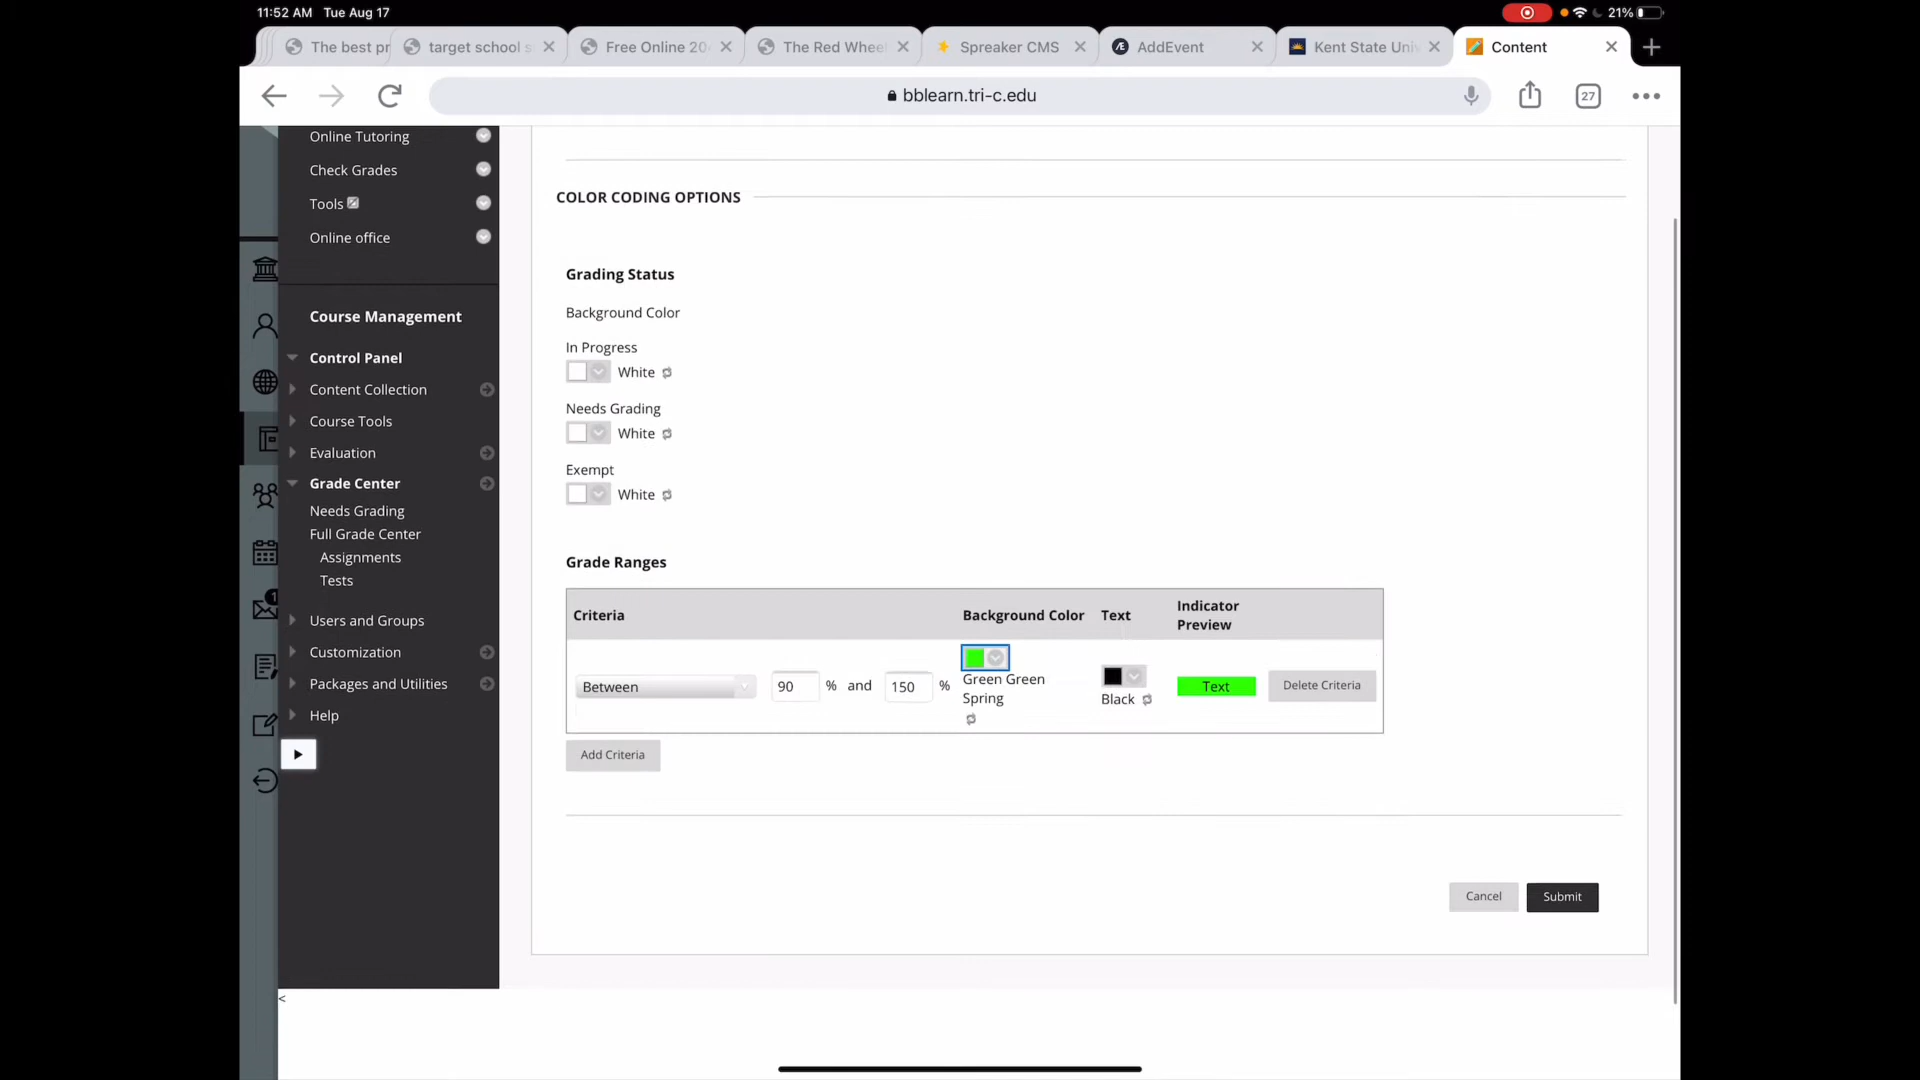 11:52 AM Tue Aug 17
21%
The best pr
target school s
Free Online 20
The Red Whee
Spreaker CMS
AddEvent
Kent State Uni
Content
bblearn.tri-c.edu
27
Online Tutoring
Check Grades
Tools
Online office
Course Management
Control Panel
Content Collection
Course Tools
Evaluation
Grade Center
Needs Grading
Full Grade Center
Assignments
Tests
Users and Groups
Customization
Packages and Utilities
Help
1
<
COLOR CODING OPTIONS
Grading Status
Background Color
In Progress
White
Needs Grading
White
Exempt
White
Grade Ranges
Criteria Background Color Text Indicator Preview
Between 90 % and 150 % Green Green Spring Black Text Delete Criteria
Add Criteria
Cancel Submit